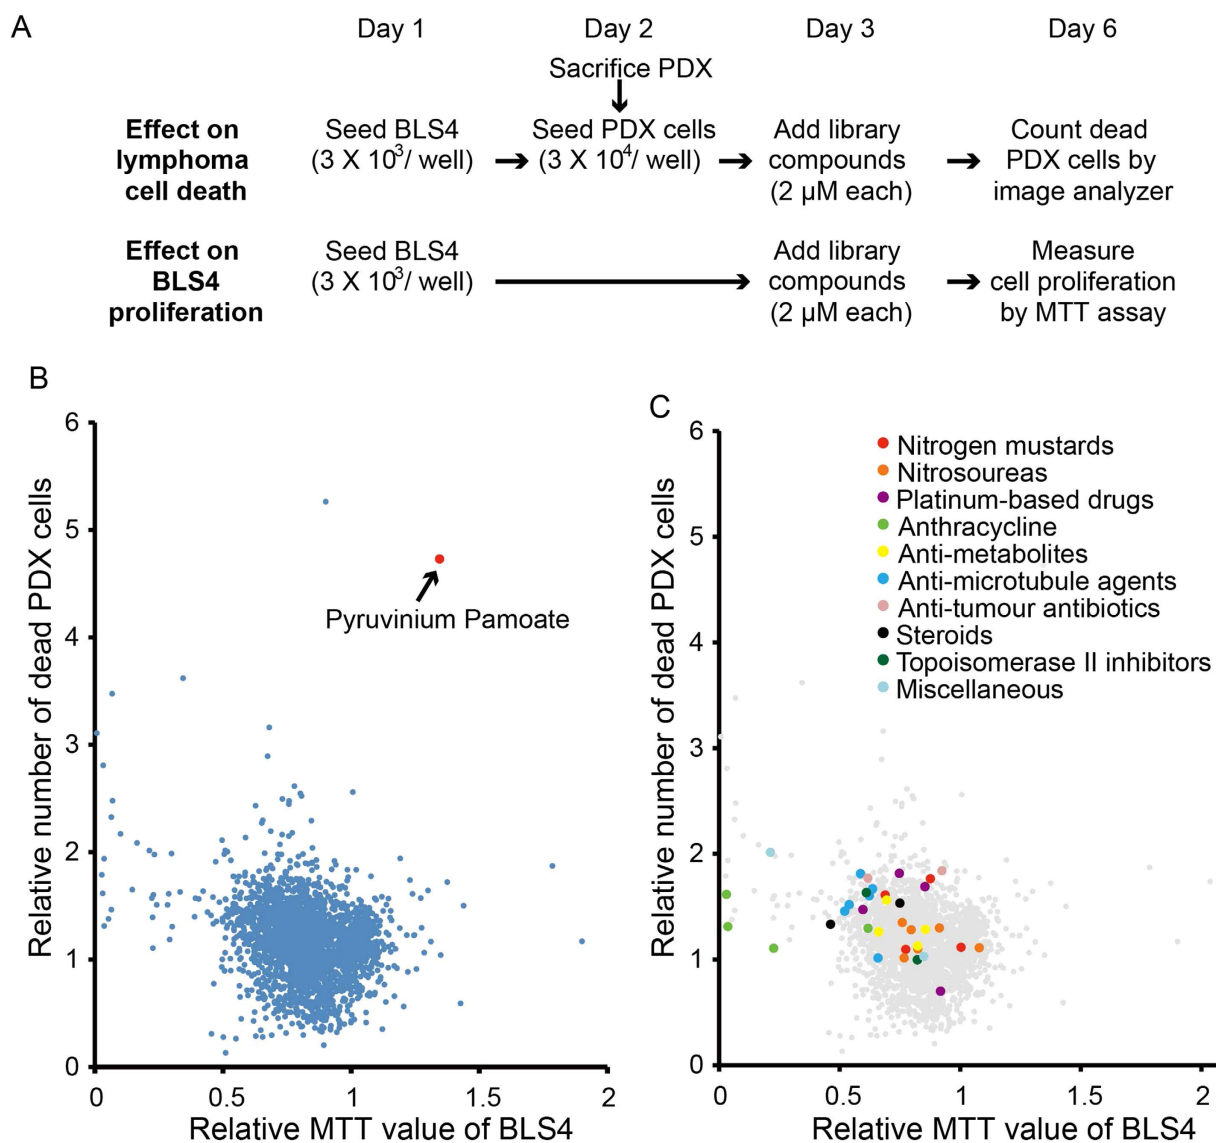 A
Day 1 Day 2 Day 3 Day 6
Sacrifice PDX
Effect on lymphoma cell death
Seed BLS4 (3 X 10³/ well)
Seed PDX cells (3 X 10⁴/ well)
Add library compounds (2 µM each)
Count dead PDX cells by image analyzer
Effect on BLS4 proliferation
Seed BLS4 (3 X 10³/ well)
Add library compounds (2 µM each)
Measure cell proliferation by MTT assay
B
Relative number of dead PDX cells
6
5
4
3
2
1
0
Pyruvinium Pamoate
0 0.5 1 1.5 2
Relative MTT value of BLS4
C
Relative number of dead PDX cells
6
5
4
3
2
1
0
Nitrogen mustards
Nitrosoureas
Platinum-based drugs
Anthracycline
Anti-metabolites
Anti-microtubule agents
Anti-tumour antibiotics
Steroids
Topoisomerase II inhibitors
Miscellaneous
0 0.5 1 1.5 2
Relative MTT value of BLS4